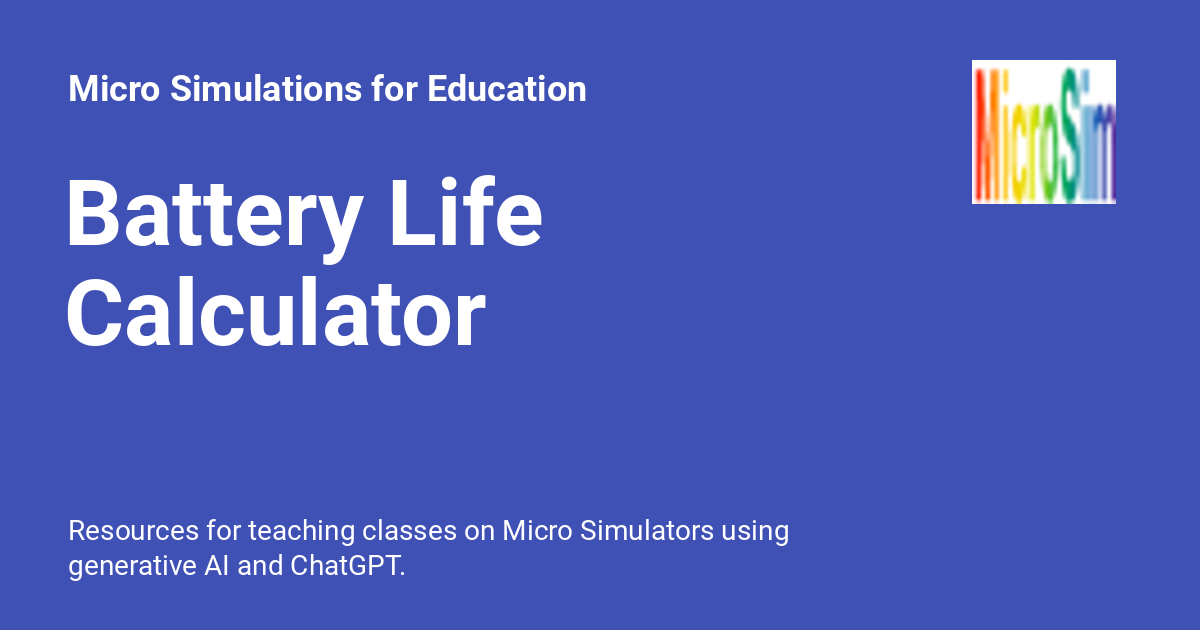 Micro Simulations for Education
MicroSim
Battery Life
Calculator
Resources for teaching classes on Micro Simulators using
generative AI and ChatGPT.